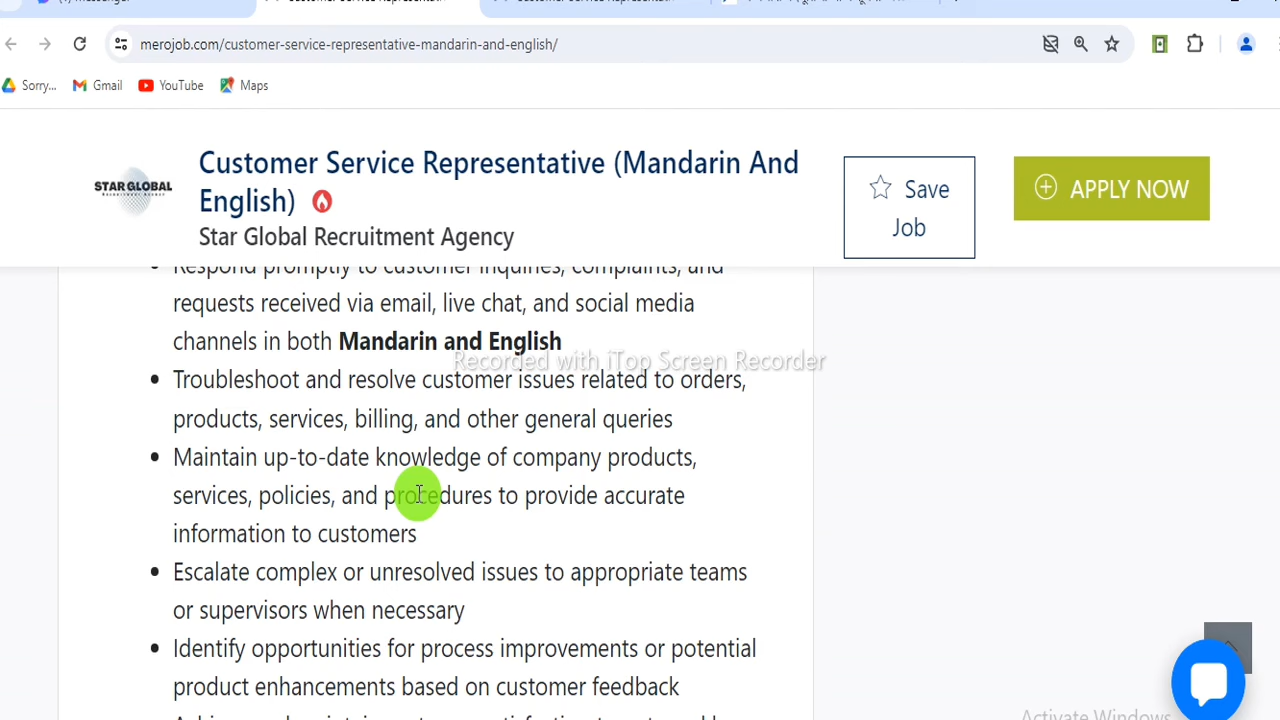 merojob.com/customer-service-representative-mandarin-and-english/
Sorry... Gmail YouTube Maps
STAR GLOBAL
Customer Service Representative (Mandarin And
English)
Star Global Recruitment Agency
Save
Job
APPLY NOW
Respond promptly to customer inquiries, complaints, and
requests received via email, live chat, and social media
channels in both Mandarin and English
Recorded with iTop Screen Recorder
• Troubleshoot and resolve customer issues related to orders,
products, services, billing, and other general queries
• Maintain up-to-date knowledge of company products,
services, policies, and procedures to provide accurate
information to customers
• Escalate complex or unresolved issues to appropriate teams
or supervisors when necessary
• Identify opportunities for process improvements or potential
product enhancements based on customer feedback
Activate Windows